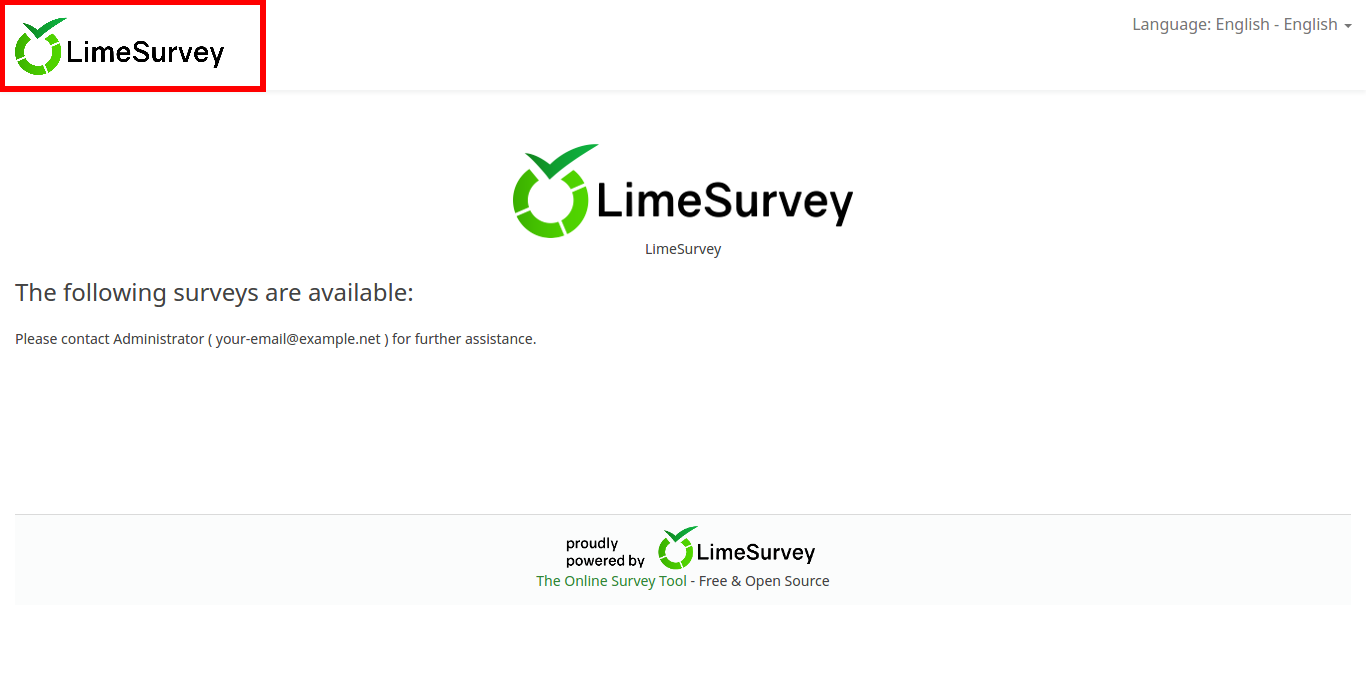 LimeSurvey
Language: English - English
LimeSurvey
LimeSurvey
The following surveys are available:
Please contact Administrator ( your-email@example.net ) for further assistance.
proudly
powered by LimeSurvey
The Online Survey Tool - Free & Open Source